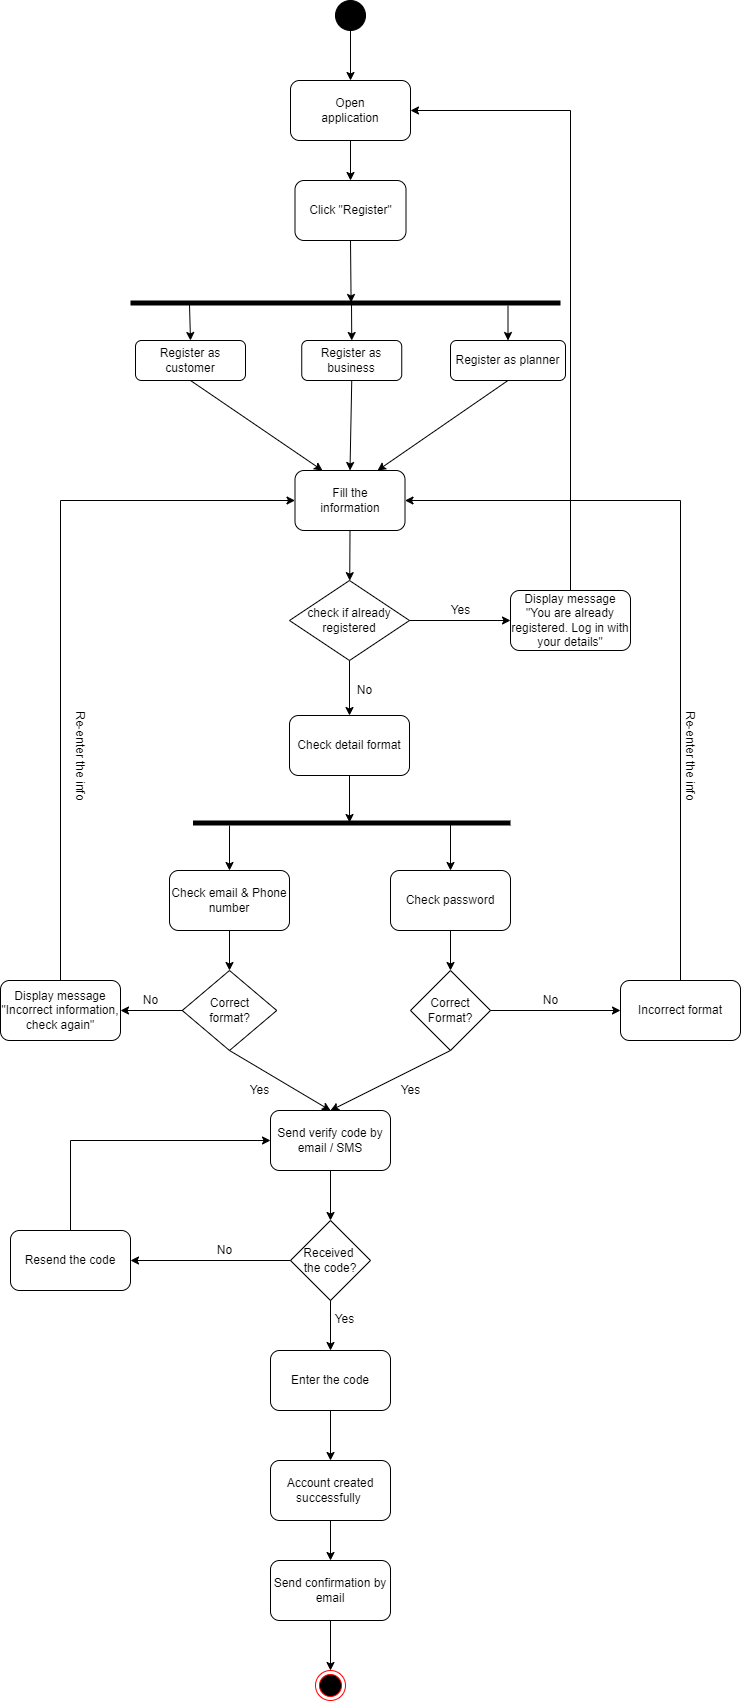 Open
application
Click "Register"
Register as
customer
Register as
business
Register as planner
Fill the
information
check if already
registered
Yes
Display message
"You are already
registered. Log in with
your details"
No
Re-enter the info
Re-enter the info
Check detail format
Check email & Phone
number
Check password
Display message
"Incorrect information,
check again"
No
Correct
format?
Correct
Format?
No
Incorrect format
Yes
Yes
Send verify code by
email / SMS
Resend the code
No
Received
the code?
Yes
Enter the code
Account created
successfully
Send confirmation by
email